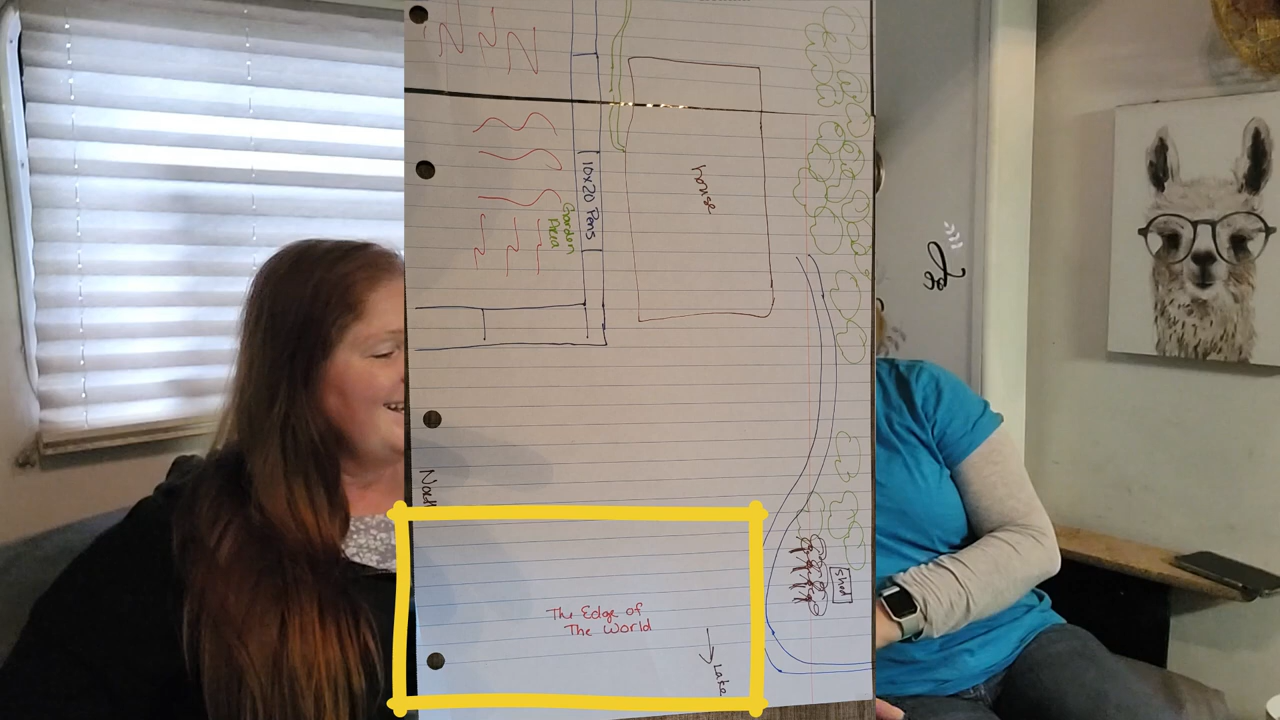 10x20 Pens
Garden
Area
house
The Edge of
The World
Lake
Shed